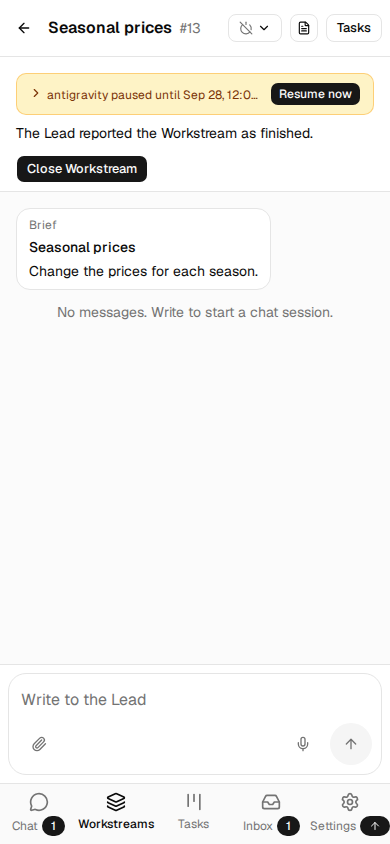 Seasonal prices #13
Tasks
antigravity paused until Sep 28, 12:0...
Resume now
The Lead reported the Workstream as finished.
Close Workstream
Brief
Seasonal prices
Change the prices for each season.
No messages. Write to start a chat session.
Write to the Lead
Chat 1
Workstreams
Tasks
Inbox 1
Settings